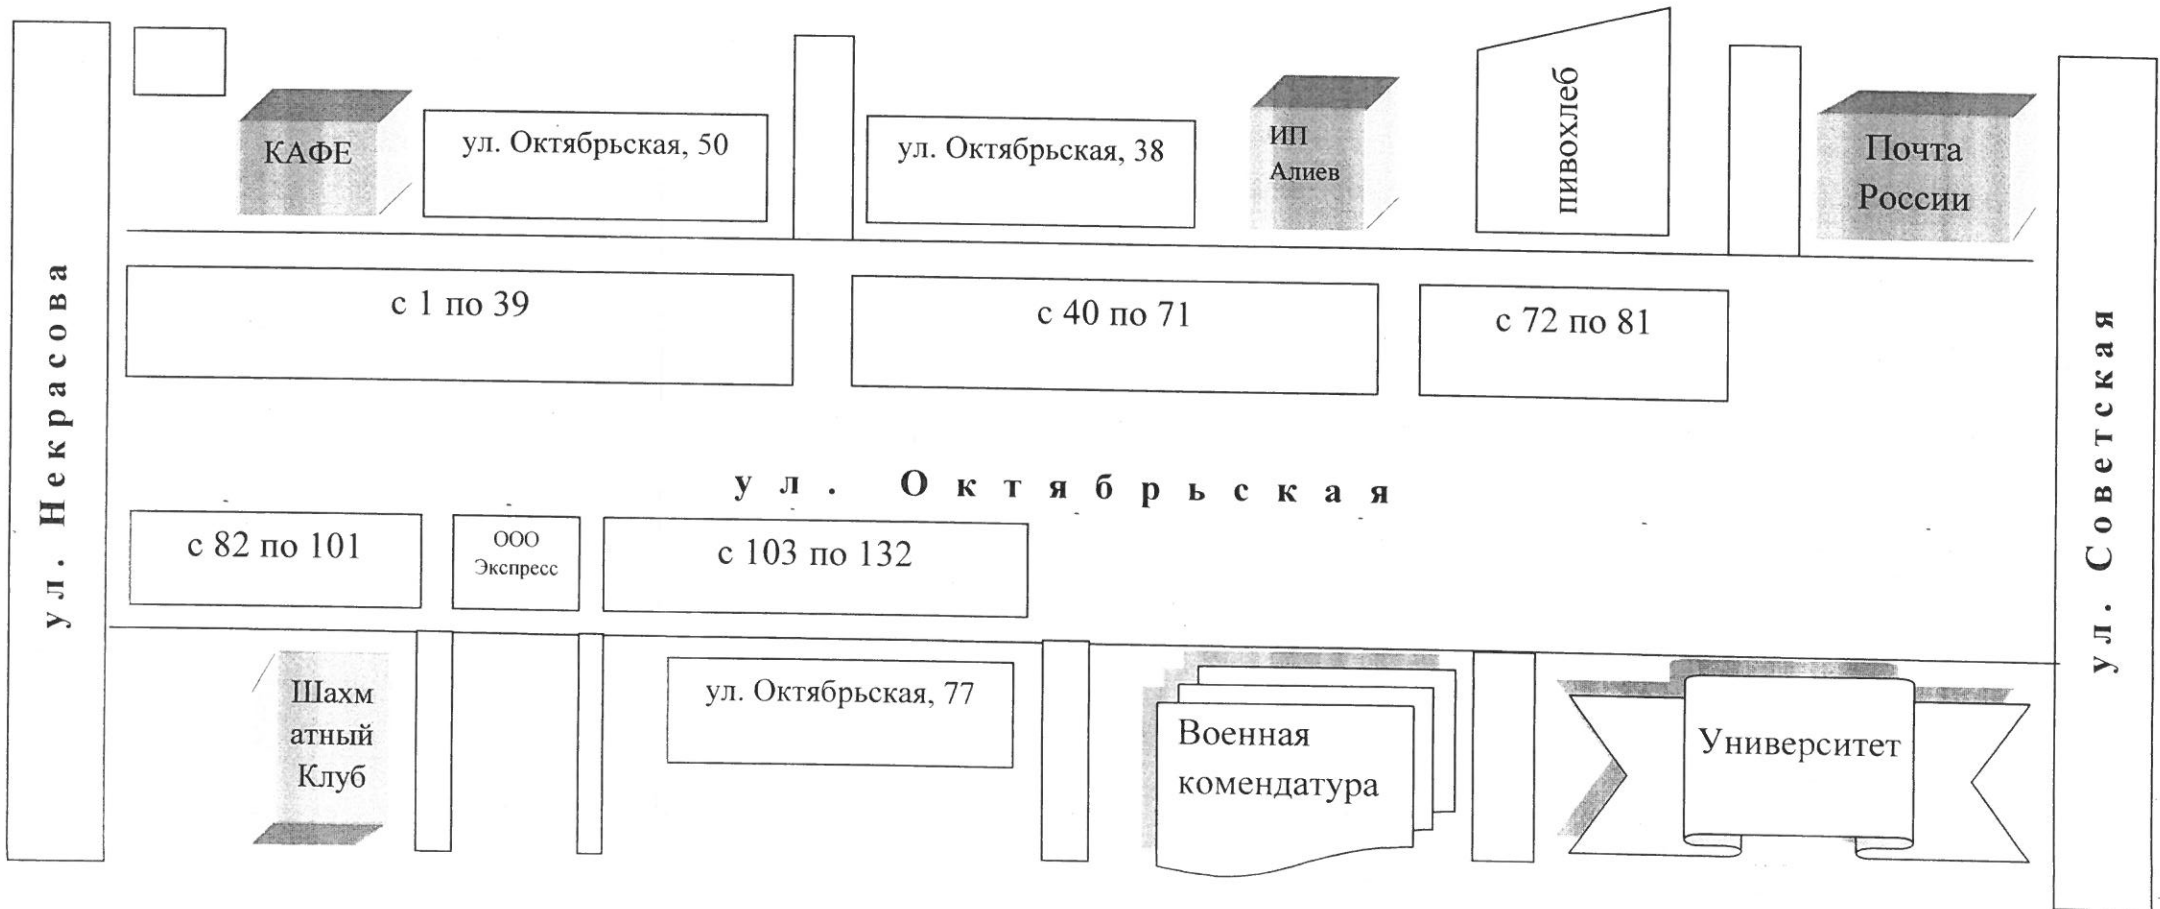 КАФЕ
ул. Октябрьская, 50
ул. Октябрьская, 38
ИП
Алиев
пивохлеб
Почта
России
ул. Некрасова
с 1 по 39
с 40 по 71
с 72 по 81
ул. Советская
ул. Октябрьская
с 82 по 101
ООО
Экспресс
с 103 по 132
Шахм
атный
Клуб
ул. Октябрьская, 77
Военная
комендатура
Университет